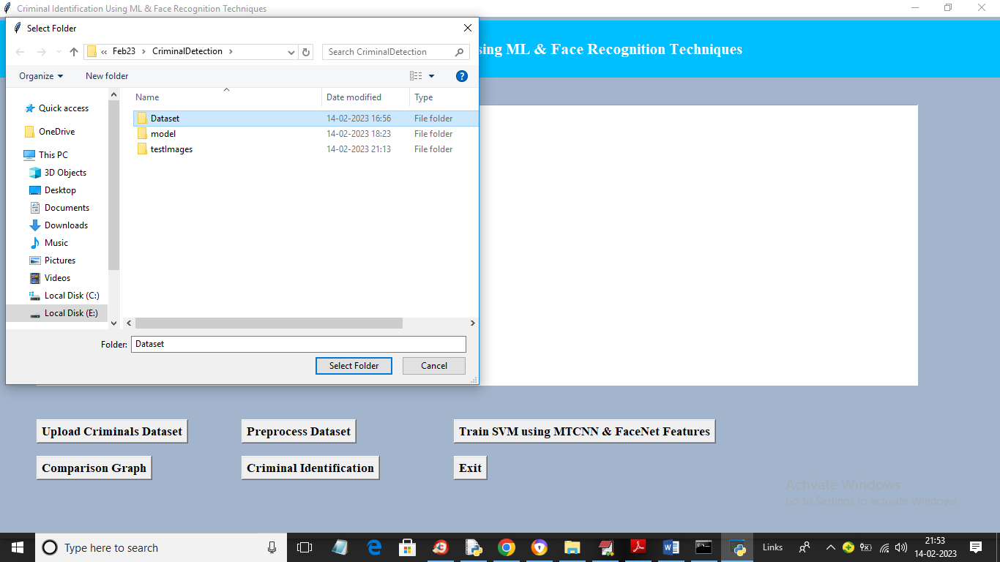 Criminal Identification Using ML & Face Recognition Techniques
Select Folder
« Feb23 > CriminalDetection >
Search CriminalDetection
sing ML & Face Recognition Techniques
Organize
New folder
?
Name
Date modified
Type
Quick access
OneDrive
This PC
3D Objects
Desktop
Documents
Downloads
Music
Pictures
Videos
Local Disk (C:)
Local Disk (E:)
Dataset 14-02-2023 16:56 File folder
model 14-02-2023 18:23 File folder
testImages 14-02-2023 21:13 File folder
Folder: Dataset
Select Folder
Cancel
Upload Criminals Dataset
Preprocess Dataset
Train SVM using MTCNN & FaceNet Features
Comparison Graph
Criminal Identification
Exit
Activate Windows
Go to Settings to activate Windows.
Type here to search
Links
21:53
14-02-2023